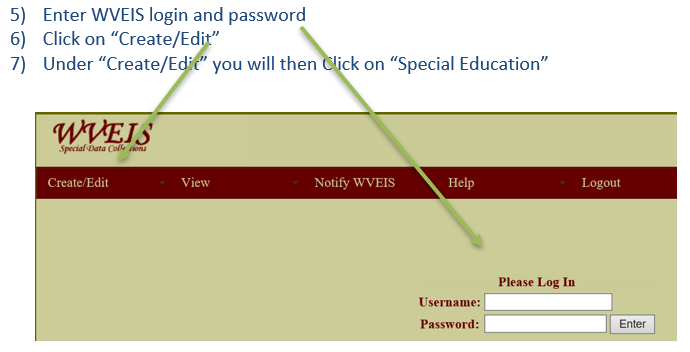 5) Enter WVEIS login and password
6) Click on “Create/Edit”
7) Under “Create/Edit” you will then Click on “Special Education”
WVEIS
Special Data Collections
Create/Edit View Notify WVEIS Help Logout
Please Log In
Username:
Password: Enter